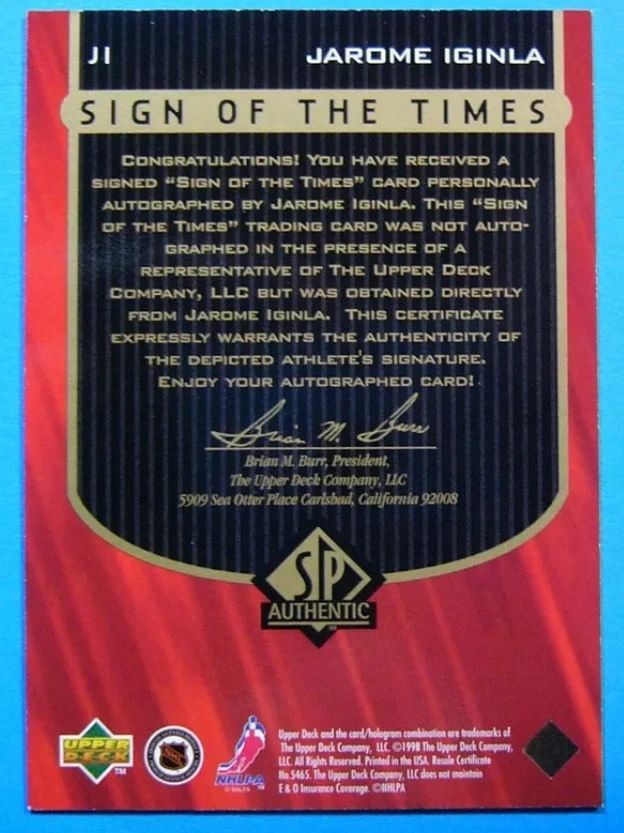 JI JAROME IGINLA
SIGN OF THE TIMES
CONGRATULATIONS! YOU HAVE RECEIVED A
SIGNED "SIGN OF THE TIMES" CARD PERSONALLY
AUTOGRAPHED BY JAROME IGINLA. THIS "SIGN
OF THE TIMES" TRADING CARD WAS NOT AUTO-
GRAPHED IN THE PRESENCE OF A
REPRESENTATIVE OF THE UPPER DECK
COMPANY, LLC BUT WAS OBTAINED DIRECTLY
FROM JAROME IGINLA. THIS CERTIFICATE
EXPRESSLY WARRANTS THE AUTHENTICITY OF
THE DEPICTED ATHLETE'S SIGNATURE.
ENJOY YOUR AUTOGRAPHED CARD!
Brian M. Burr
Brien M. Burr, President,
The Upper Deck Company, LLC
5909 Sea Otter Place Carlsbad, California 92008
SP
AUTHENTIC
UPPER
DECK
TM
NHL
NHLPA
© NHLPA
Upper Deck and the card/hologram combination are trademarks of
The Upper Deck Company, LLC. ©1998 The Upper Deck Company,
LLC. All Rights Reserved. Printed in the USA. Resale Certificate
No. 5465. The Upper Deck Company, LLC does not maintain
E & O Insurance Coverage. ©NHLPA